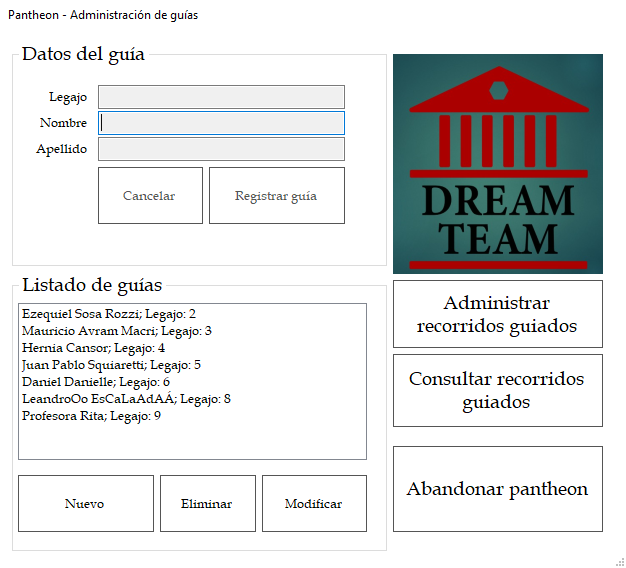 Pantheon - Administración de guías
Datos del guía
Legajo
Nombre
Apellido
Cancelar
Registrar guía
DREAM
TEAM
Listado de guías
Ezequiel Sosa Rozzi; Legajo: 2
Mauricio Avram Macri; Legajo: 3
Hernia Cansor; Legajo: 4
Juan Pablo Squiaretti; Legajo: 5
Daniel Danielle; Legajo: 6
LeandroOo EsCaLaAdAÁ; Legajo: 8
Profesora Rita; Legajo: 9
Nuevo
Eliminar
Modificar
Administrar
recorridos guiados
Consultar recorridos
guiados
Abandonar pantheon